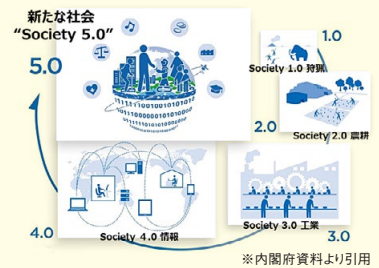 新たな社会
“Society 5.0”
5.0
1.0
Society 1.0 狩猟
Society 2.0 農耕
2.0
Society 4.0 情報
Society 3.0 工業
4.0
3.0
※内閣府資料より引用